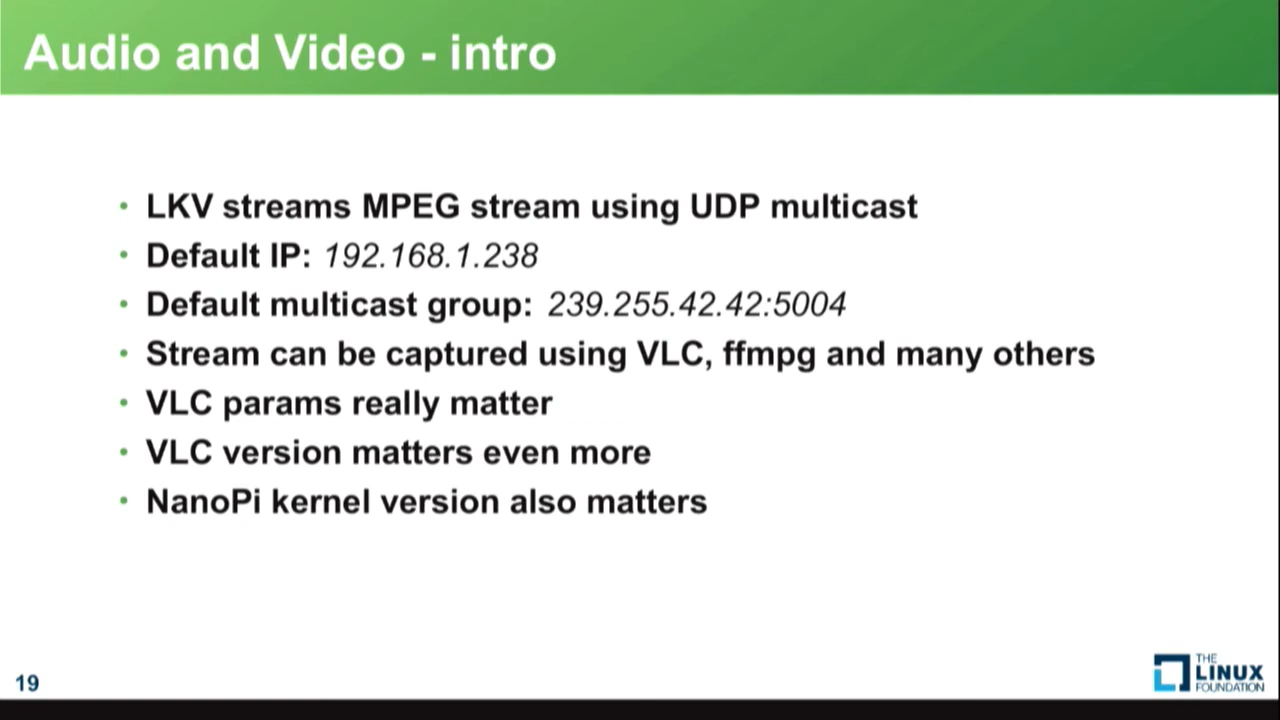 Audio and Video - intro
• LKV streams MPEG stream using UDP multicast
• Default IP: 192.168.1.238
• Default multicast group: 239.255.42.42:5004
• Stream can be captured using VLC, ffmpg and many others
• VLC params really matter
• VLC version matters even more
• NanoPi kernel version also matters
19
THE
LINUX
FOUNDATION